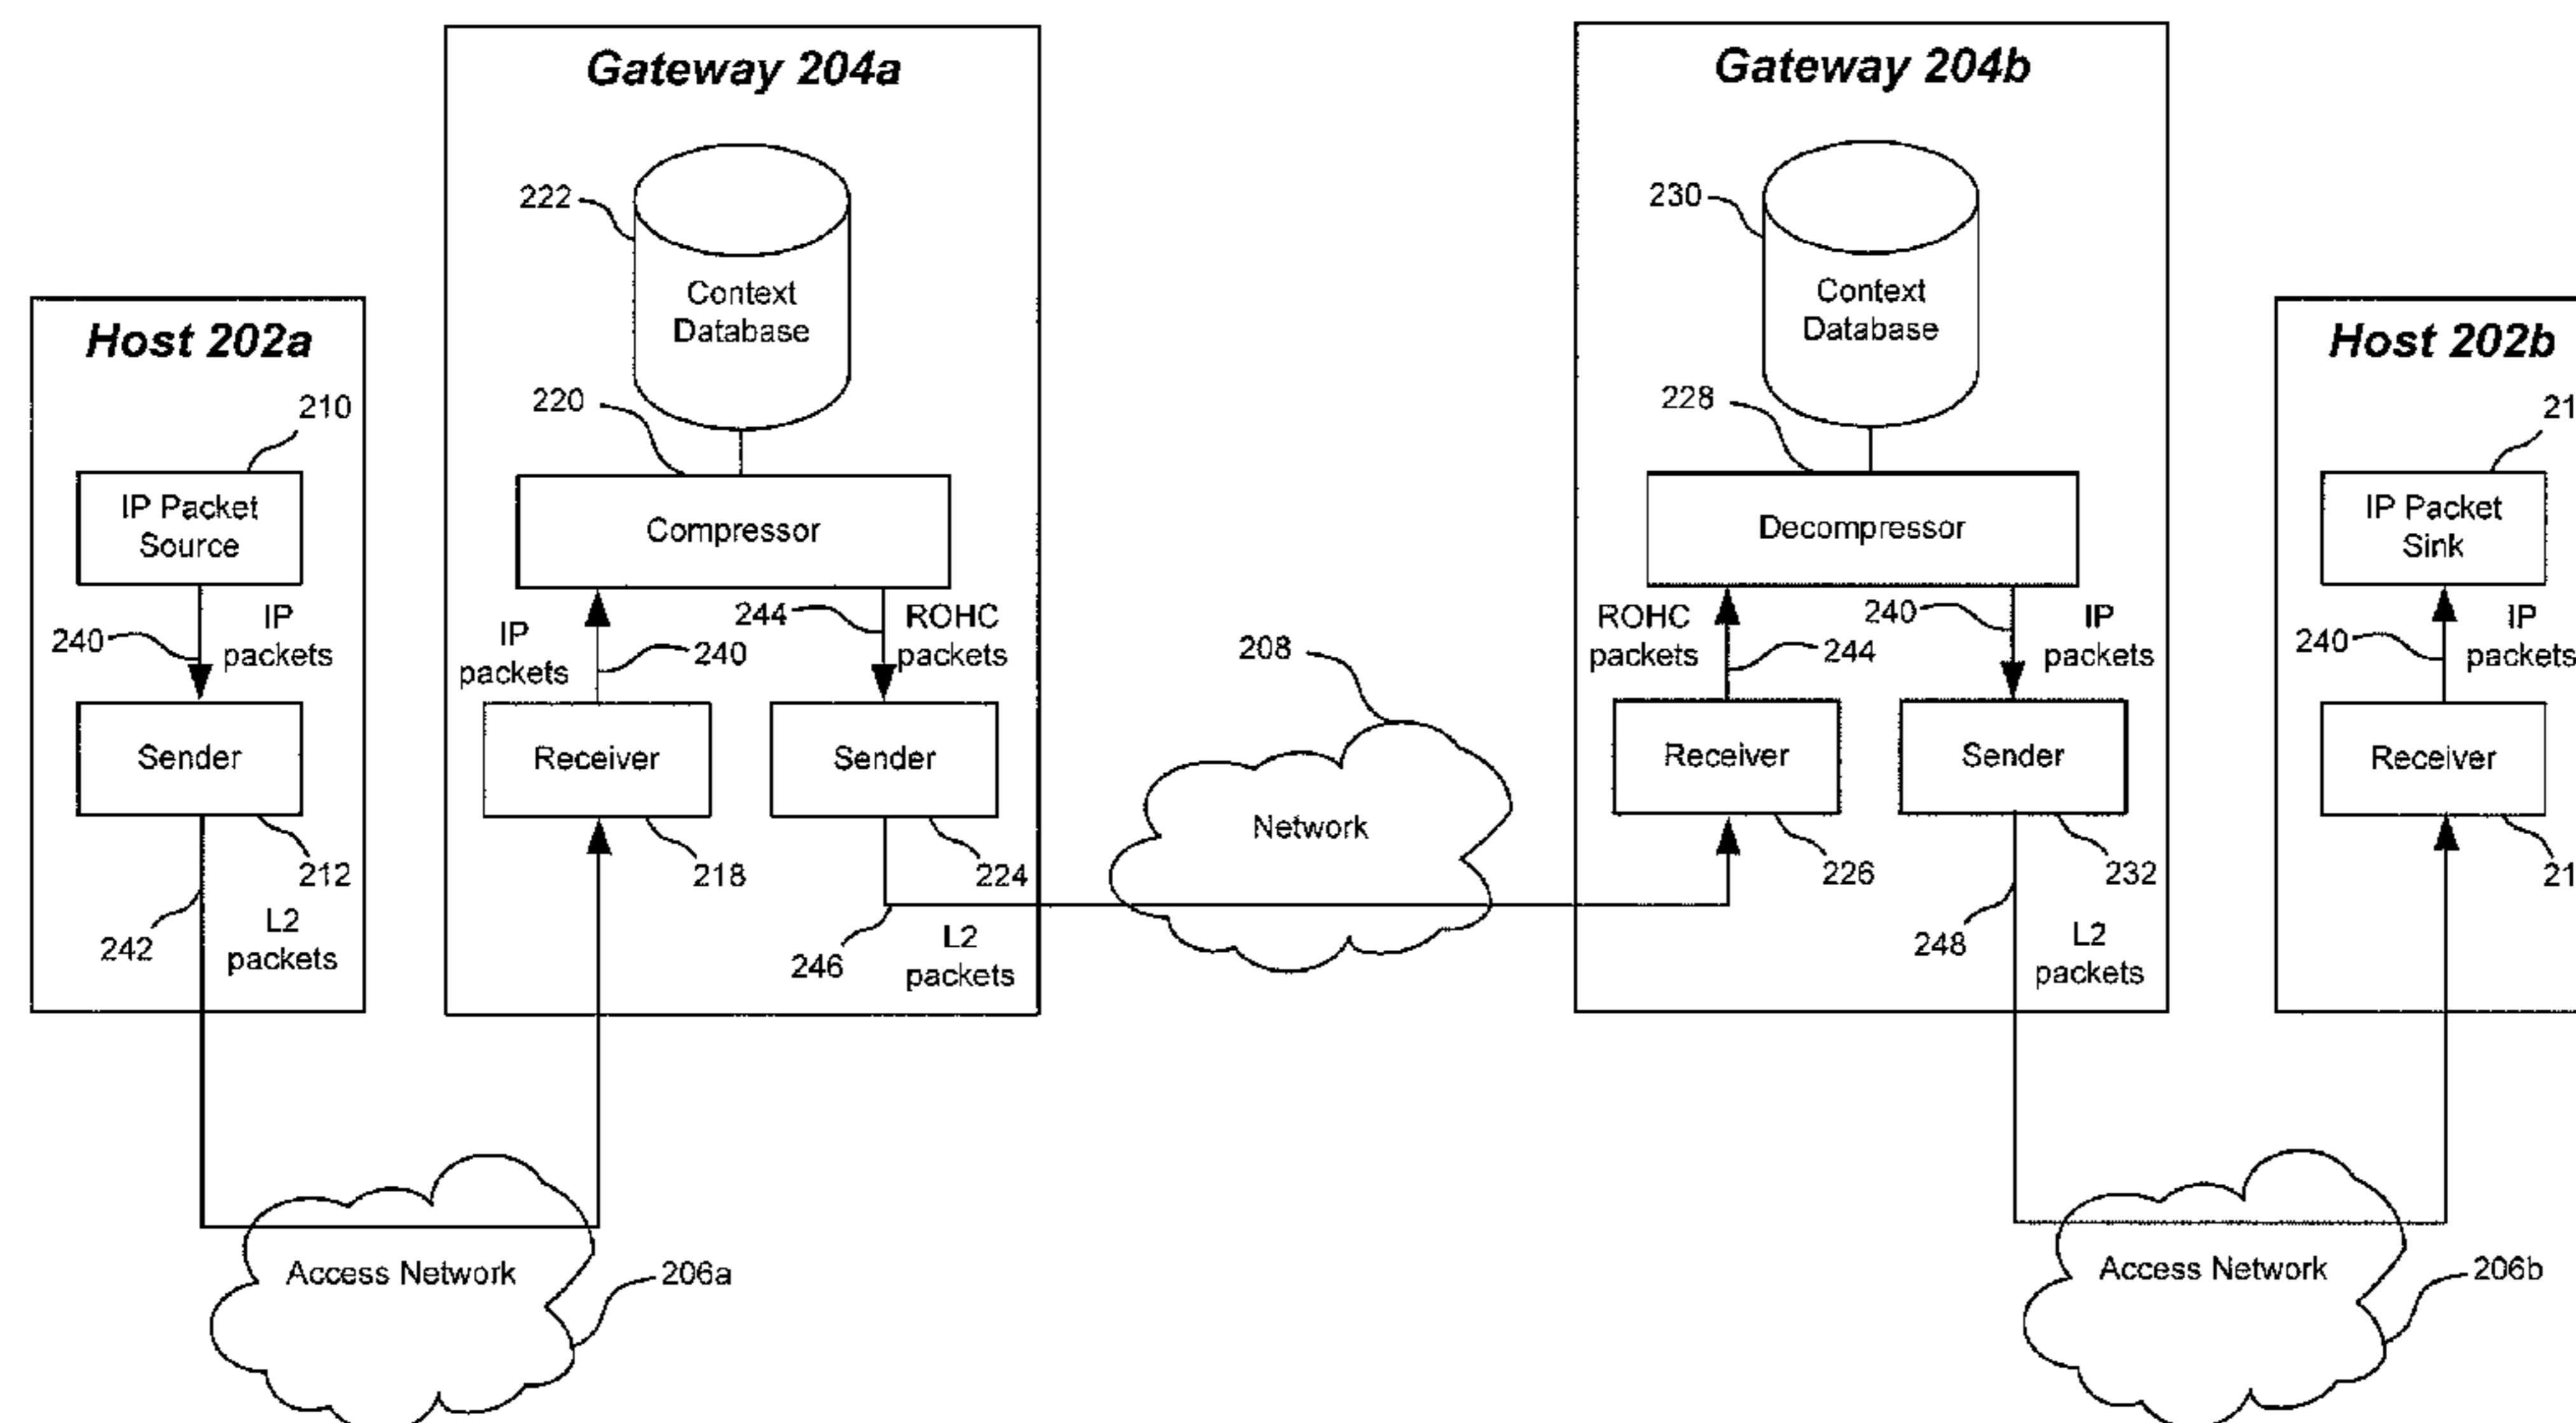 Host 202a
210
IP Packet
Source
240
IP
packets
Sender
212
242
L2
packets
Gateway 204a
222
Context
Database
220
Compressor
IP
packets
240
244
ROHC
packets
Receiver
Sender
218
224
246
L2
packets
Access Network
206a
208
Network
Gateway 204b
230
Context
Database
228
Decompressor
ROHC
packets
244
240
IP
packets
Receiver
Sender
226
232
248
L2
packets
Access Network
206b
Host 202b
IP Packet
Sink
240
IP
packets
Receiver